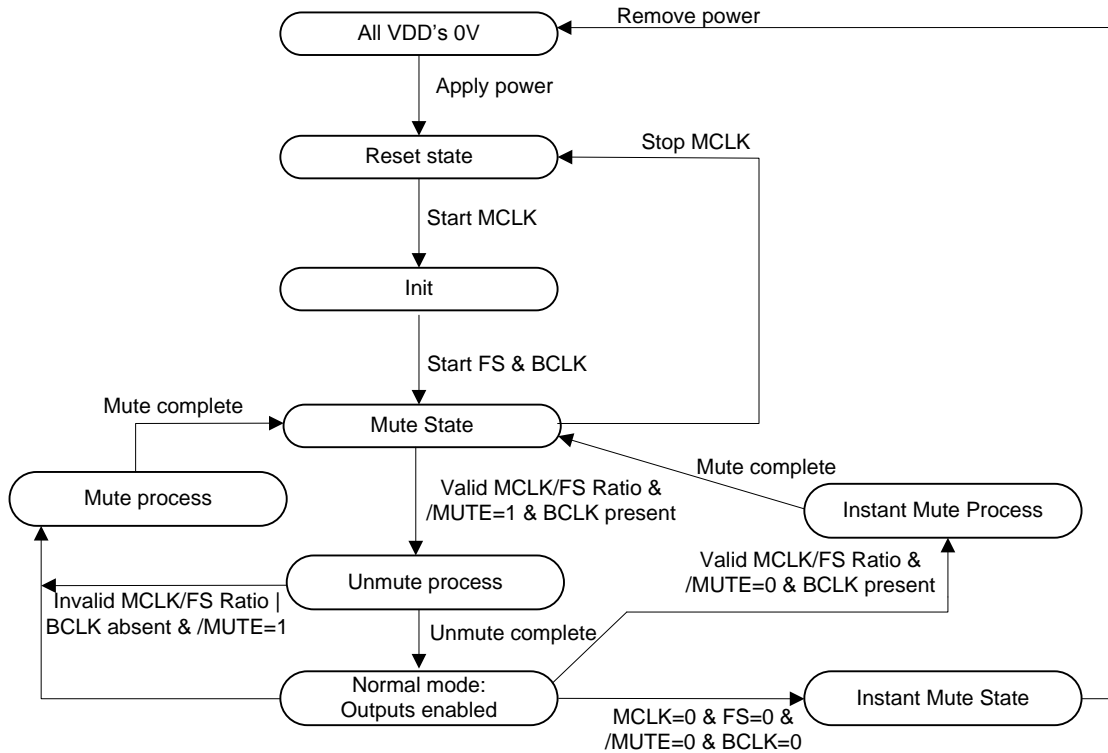 Remove power
All VDD's 0V
Apply power
Stop MCLK
Reset state
Start MCLK
Init
Start FS & BCLK
Mute complete
Mute State
Mute complete
Mute process
Valid MCLK/FS Ratio &
/MUTE=1 & BCLK present
Instant Mute Process
Valid MCLK/FS Ratio &
/MUTE=0 & BCLK present
Unmute process
Invalid MCLK/FS Ratio |
BCLK absent & /MUTE=1
Unmute complete
Normal mode:
Outputs enabled
Instant Mute State
MCLK=0 & FS=0 &
/MUTE=0 & BCLK=0